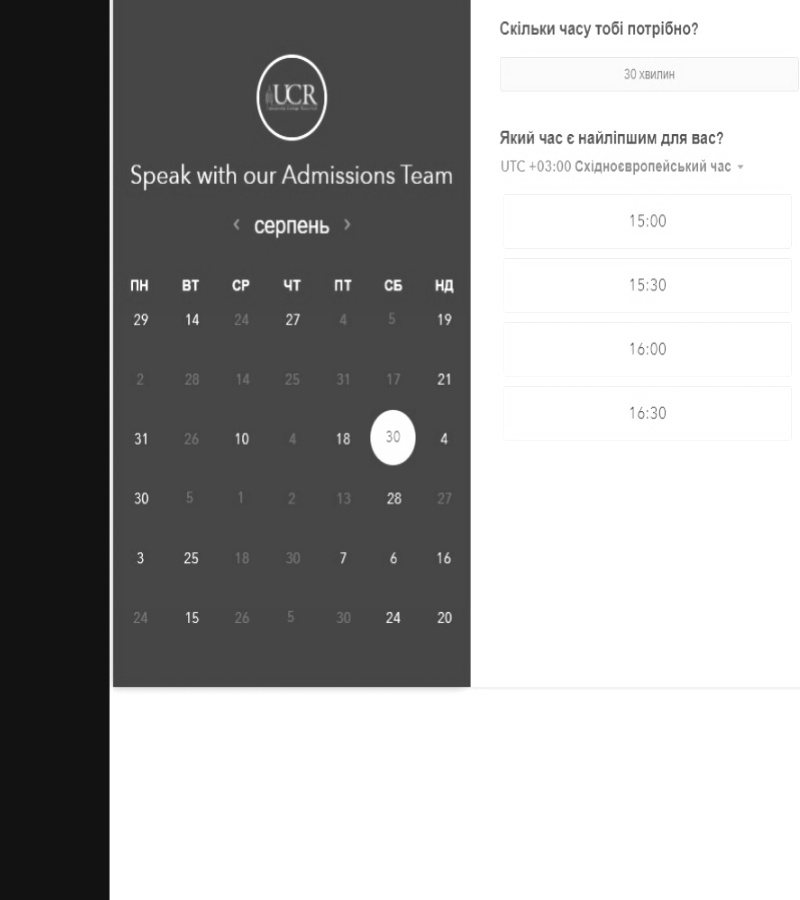 UCR
Speak with our Admissions Team
‹ серпень ›
ПН ВТ СР ЧТ ПТ СБ НД
29 14 24 27 4 5 19
2 28 14 25 31 17 21
31 26 10 4 18 30 4
30 5 1 2 13 28 27
3 25 18 30 7 6 16
24 15 26 5 30 24 20
Скільки часу тобі потрібно?
30 хвилин
Який час є найліпшим для вас?
UTC +03:00 Східноєвропейський час
15:00
15:30
16:00
16:30